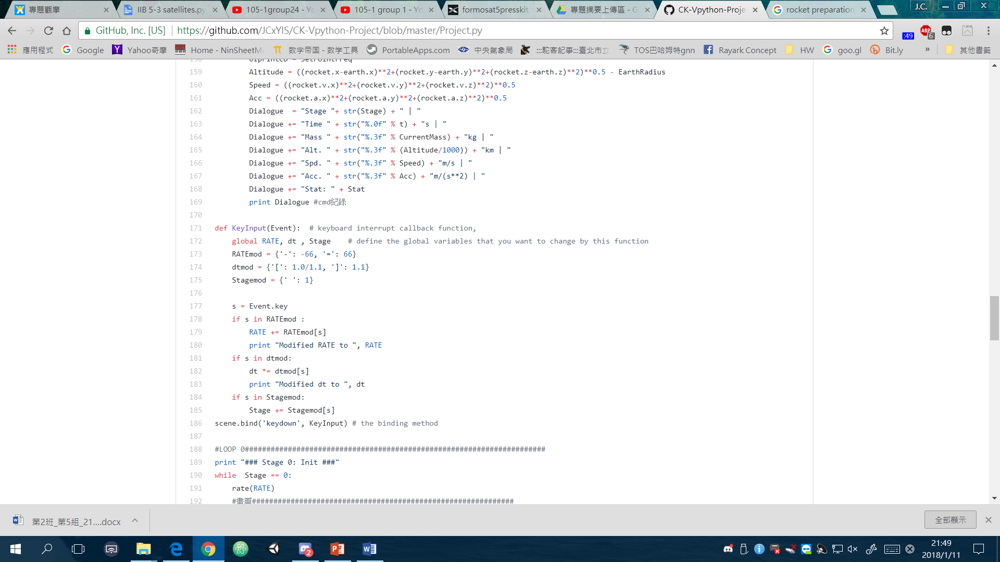 專題觀摩
IIB 5-3 satellites.py
105-1group24 - Yo
105-1 group 1 - Yo
formosat5presskit.
專題摘要上傳區 - G
CK-Vpython-Proje
rocket preparation
J.C.
GitHub, Inc. [US]
https://github.com/JCxYIS/CK-Vpython-Project/blob/master/Project.py
:49
ABP
6
應用程式
Google
Yahoo奇摩
Home - NinSheetMu
数字帝国 - 数学工具
PortableApps.com
中央氣象局
:::駝客記事:::臺北市立
TOS巴哈姆特gnn
Rayark Concept
HW
goo.gl
Bit.ly
»
其他書籤
158 UIprintCD = SetPointFreq
159 Altitude = ((rocket.x-earth.x)**2+(rocket.y-earth.y)**2+(rocket.z-earth.z)**2)**0.5 - EarthRadius
160 Speed = ((rocket.v.x)**2+(rocket.v.y)**2+(rocket.v.z)**2)**0.5
161 Acc = ((rocket.a.x)**2+(rocket.a.y)**2+(rocket.a.z)**2)**0.5
162 Dialogue  = "Stage "+ str(Stage) + " | "
163 Dialogue += "Time " + str("%.0f" % t) + "s | "
164 Dialogue += "Mass " + str("%.3f" % CurrentMass) + "kg | "
165 Dialogue += "Alt. " + str("%.3f" % (Altitude/1000)) + "km | "
166 Dialogue += "Spd. " + str("%.3f" % Speed) + "m/s | "
167 Dialogue += "Acc. " + str("%.3f" % Acc) + "m/(s**2) | "
168 Dialogue += "Stat: " + Stat
169 print Dialogue #cmd紀錄
170
171 def KeyInput(Event):  # keyboard interrupt callback function,
172 global RATE, dt , Stage    # define the global variables that you want to change by this function
173 RATEmod = {'-': -66, '=': 66}
174 dtmod = {'[': 1.0/1.1, ']': 1.1}
175 Stagemod = {' ': 1}
176
177 s = Event.key
178 if s in RATEmod :
179 RATE += RATEmod[s]
180 print "Modified RATE to ", RATE
181 if s in dtmod:
182 dt *= dtmod[s]
183 print "Modified dt to ", dt
184 if s in Stagemod:
185 Stage += Stagemod[s]
186 scene.bind('keydown', KeyInput) # the binding method
187
188 #LOOP 0######################################################################
189 print "### Stage 0: Init ###"
190 while  Stage == 0:
191 rate(RATE)
192 #畫圖#############################################################
第2班_第5組_21....docx
全部顯示
2
21:49
2018/1/11